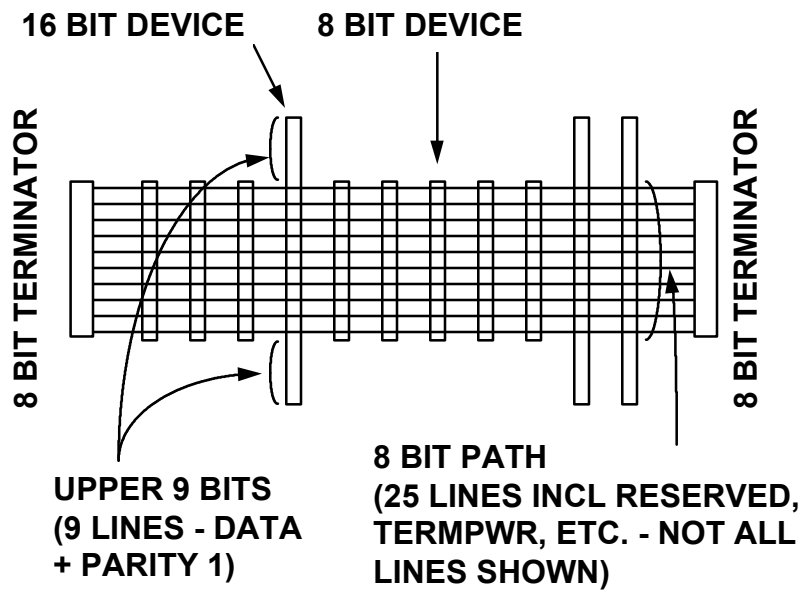 16 BIT DEVICE
8 BIT DEVICE
8 BIT TERMINATOR
8 BIT TERMINATOR
UPPER 9 BITS
(9 LINES - DATA
+ PARITY 1)
8 BIT PATH
(25 LINES INCL RESERVED,
TERMPWR, ETC. - NOT ALL
LINES SHOWN)